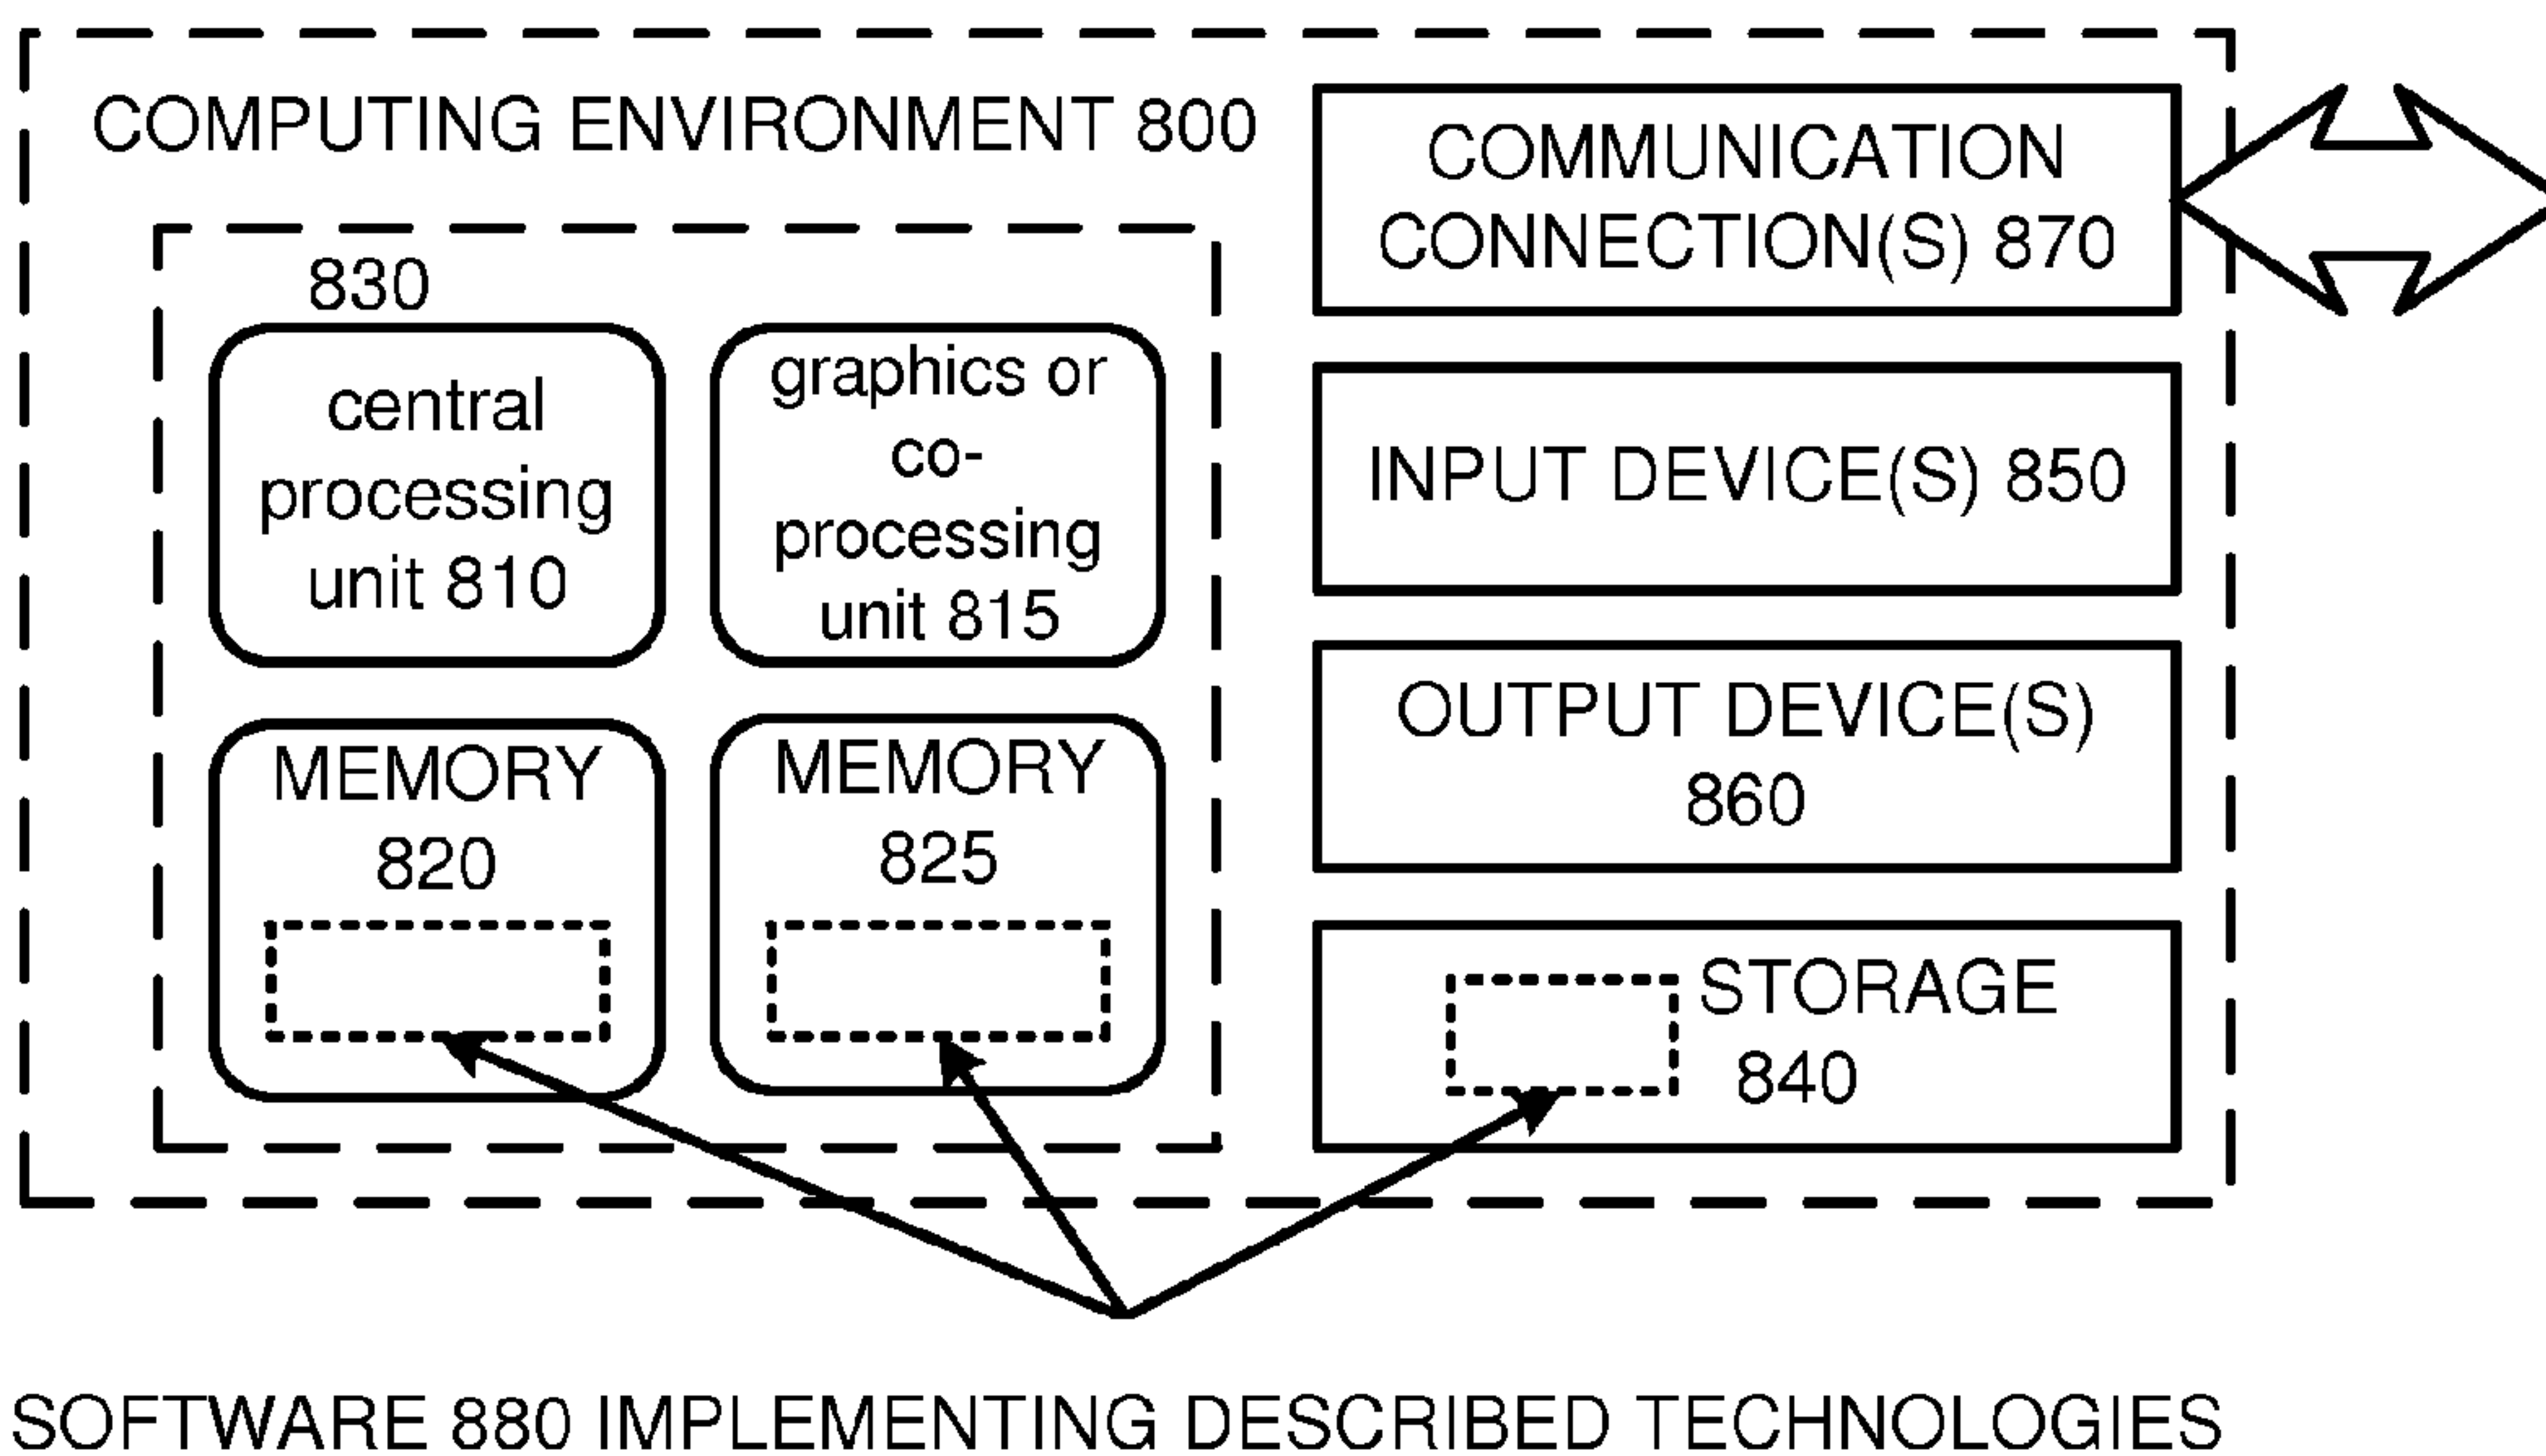 COMPUTING ENVIRONMENT 800
830
central
processing
unit 810
graphics or
co-
processing
unit 815
MEMORY
820
MEMORY
825
COMMUNICATION
CONNECTION(S) 870
INPUT DEVICE(S) 850
OUTPUT DEVICE(S)
860
STORAGE
840
SOFTWARE 880 IMPLEMENTING DESCRIBED TECHNOLOGIES